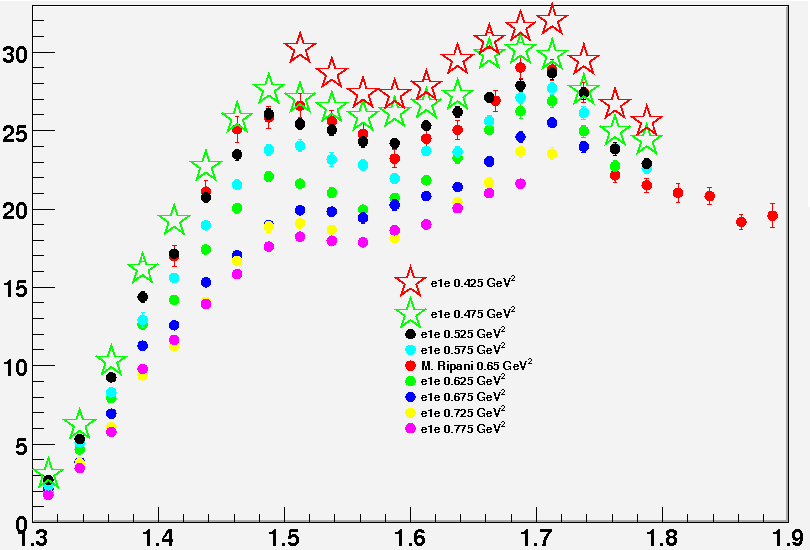 30
25
20
15
10
5
0
e1e 0.425 GeV²
e1e 0.475 GeV²
e1e 0.525 GeV²
e1e 0.575 GeV²
M. Ripani 0.65 GeV²
e1e 0.625 GeV²
e1e 0.675 GeV²
e1e 0.725 GeV²
e1e 0.775 GeV²
1.3 1.4 1.5 1.6 1.7 1.8 1.9